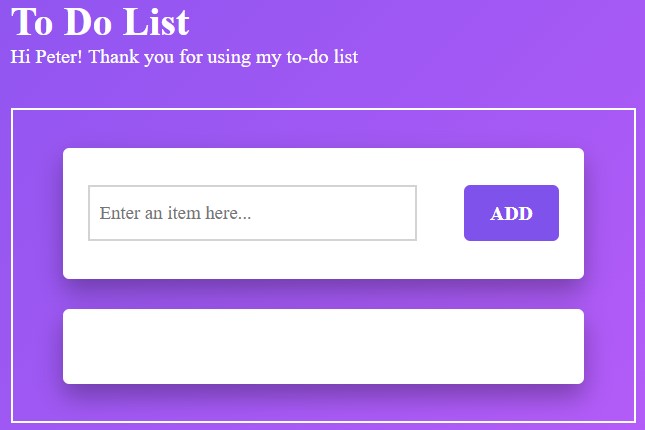 To Do List
Hi Peter! Thank you for using my to-do list
Enter an item here...
ADD